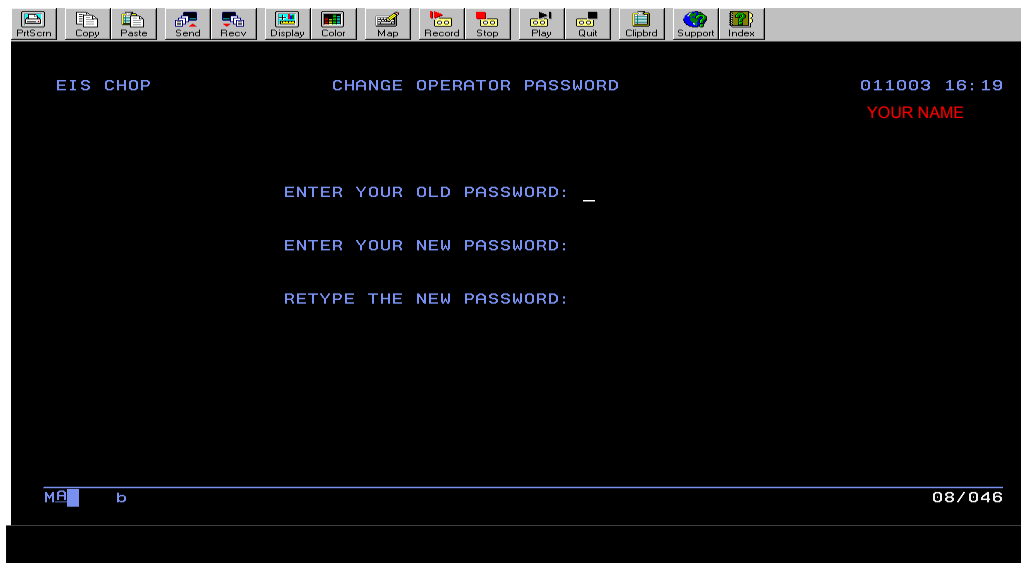 PrtScrn Copy Paste Send Recv Display Color Map Record Stop Play Quit Clipbrd Support Index
EIS CHOP CHANGE OPERATOR PASSWORD 011003 16:19
YOUR NAME
ENTER YOUR OLD PASSWORD: _
ENTER YOUR NEW PASSWORD:
RETYPE THE NEW PASSWORD:
MA b 08/046